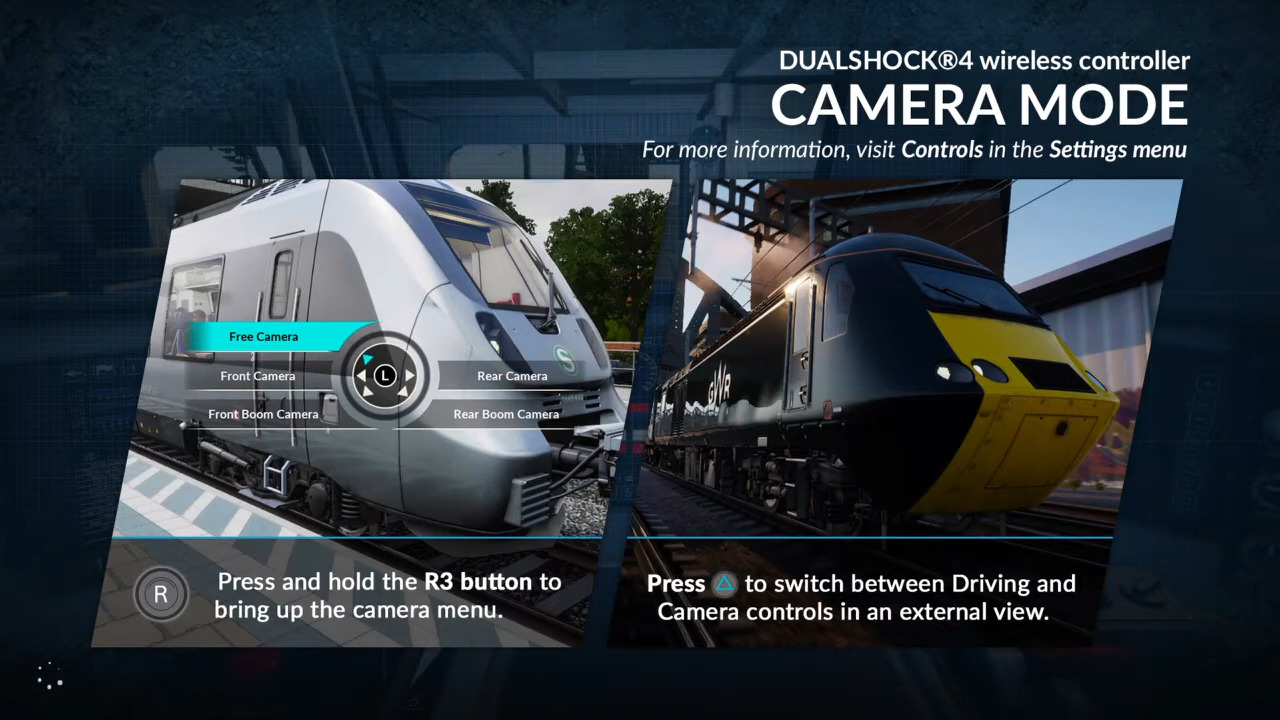 DUALSHOCK®4 wireless controller
CAMERA MODE
For more information, visit Controls in the Settings menu
Free Camera
Front Camera
Rear Camera
Front Boom Camera
Rear Boom Camera
L
S
GWR
R
Press and hold the R3 button to
bring up the camera menu.
Press to switch between Driving and
Camera controls in an external view.